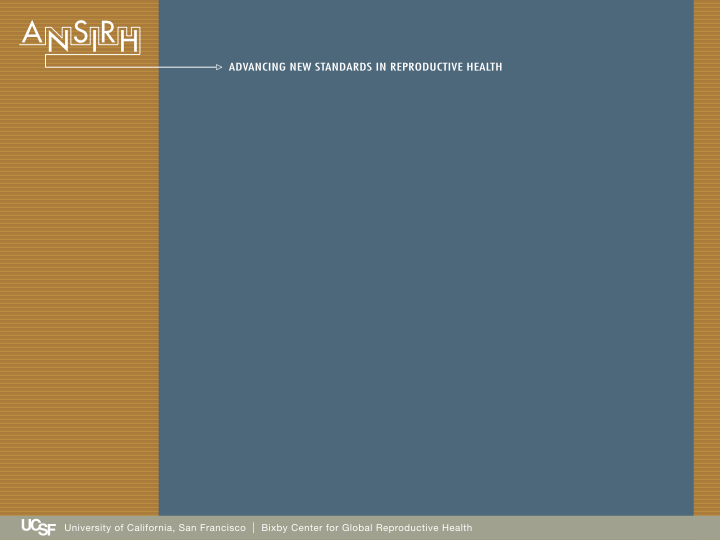 ANSIRH
ADVANCING NEW STANDARDS IN REPRODUCTIVE HEALTH
UCSF University of California, San Francisco | Bixby Center for Global Reproductive Health